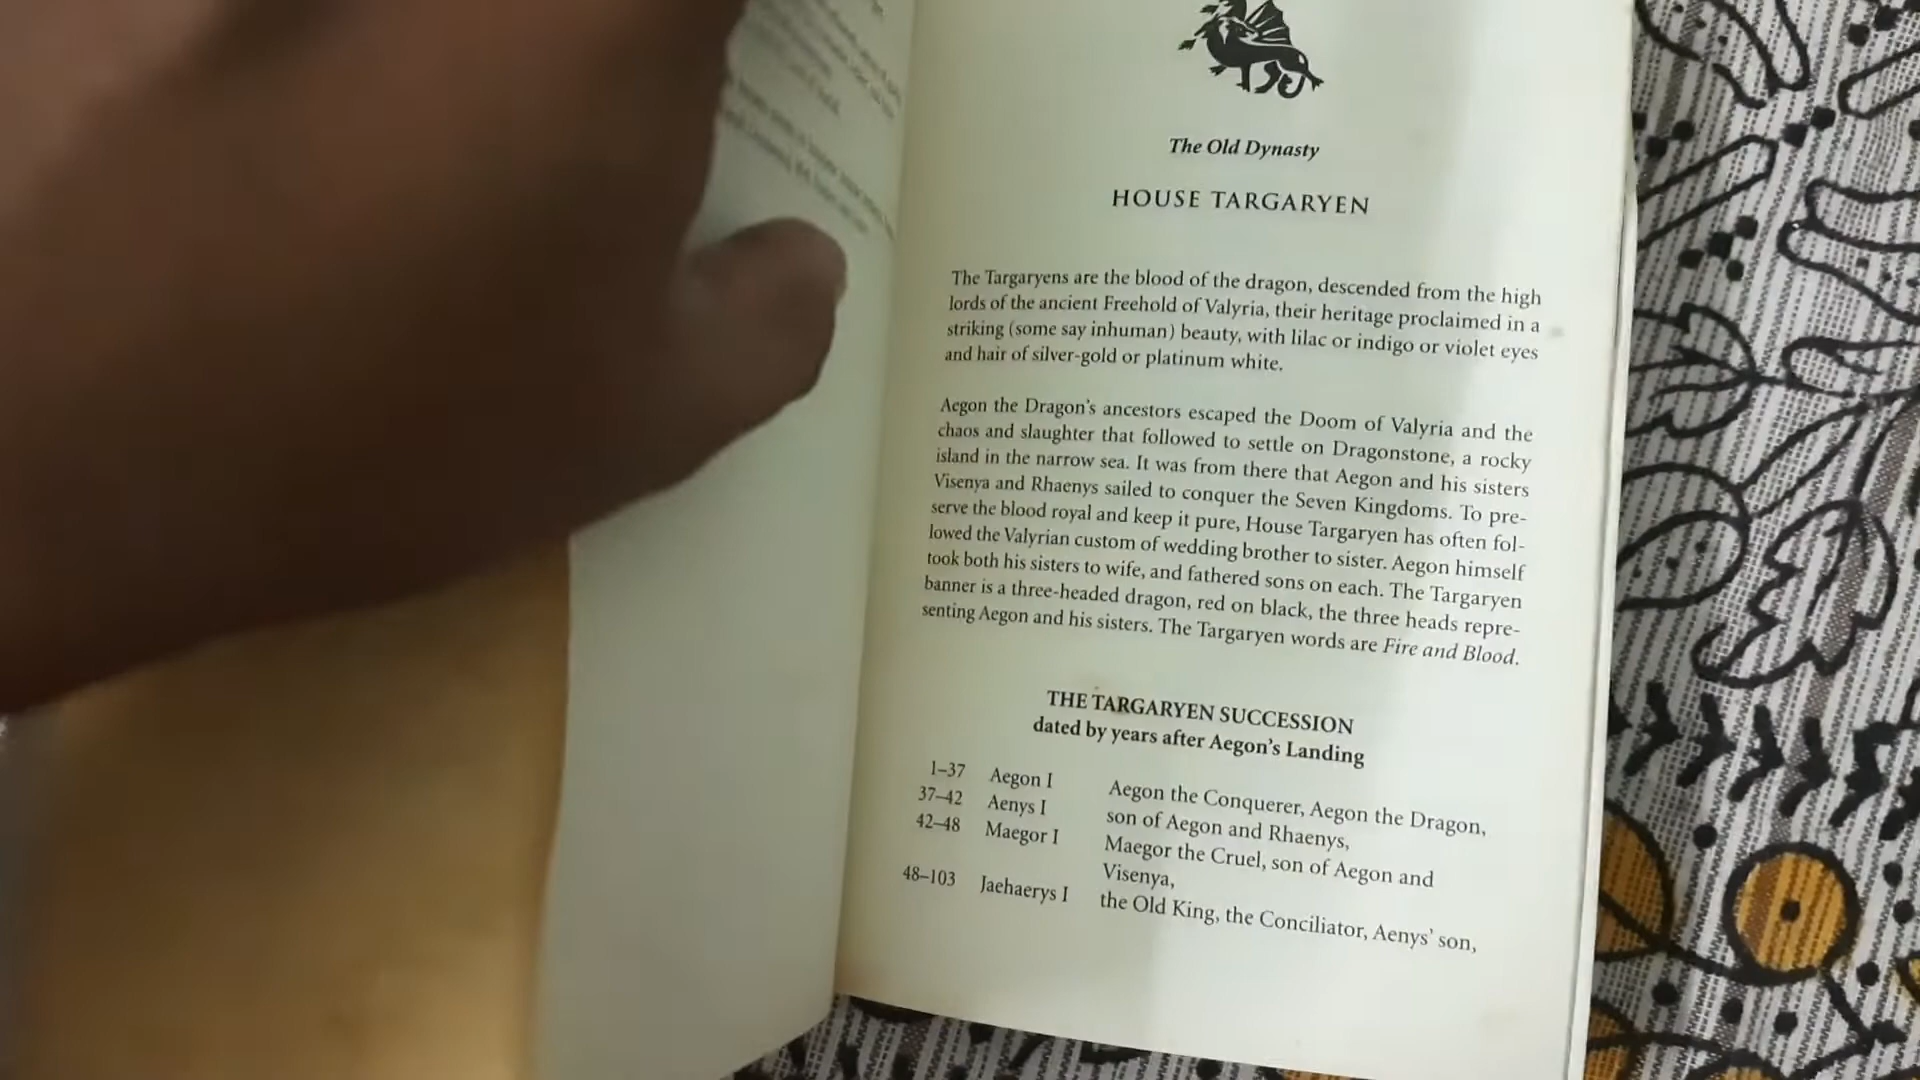 The Old Dynasty
HOUSE TARGARYEN
The Targaryens are the blood of the dragon, descended from the high
lords of the ancient Freehold of Valyria, their heritage proclaimed in a
striking (some say inhuman) beauty, with lilac or indigo or violet eyes
and hair of silver-gold or platinum white.
Aegon the Dragon's ancestors escaped the Doom of Valyria and the
chaos and slaughter that followed to settle on Dragonstone, a rocky
island in the narrow sea. It was from there that Aegon and his sisters
Visenya and Rhaenys sailed to conquer the Seven Kingdoms. To pre-
serve the blood royal and keep it pure, House Targaryen has often fol-
lowed the Valyrian custom of wedding brother to sister. Aegon himself
took both his sisters to wife, and fathered sons on each. The Targaryen
banner is a three-headed dragon, red on black, the three heads repre-
senting Aegon and his sisters. The Targaryen words are Fire and Blood.
THE TARGARYEN SUCCESSION
dated by years after Aegon's Landing
1–37 Aegon I Aegon the Conquerer, Aegon the Dragon,
37–42 Aenys I son of Aegon and Rhaenys,
42–48 Maegor I Maegor the Cruel, son of Aegon and
Visenya,
48–103 Jaehaerys I the Old King, the Conciliator, Aenys' son,